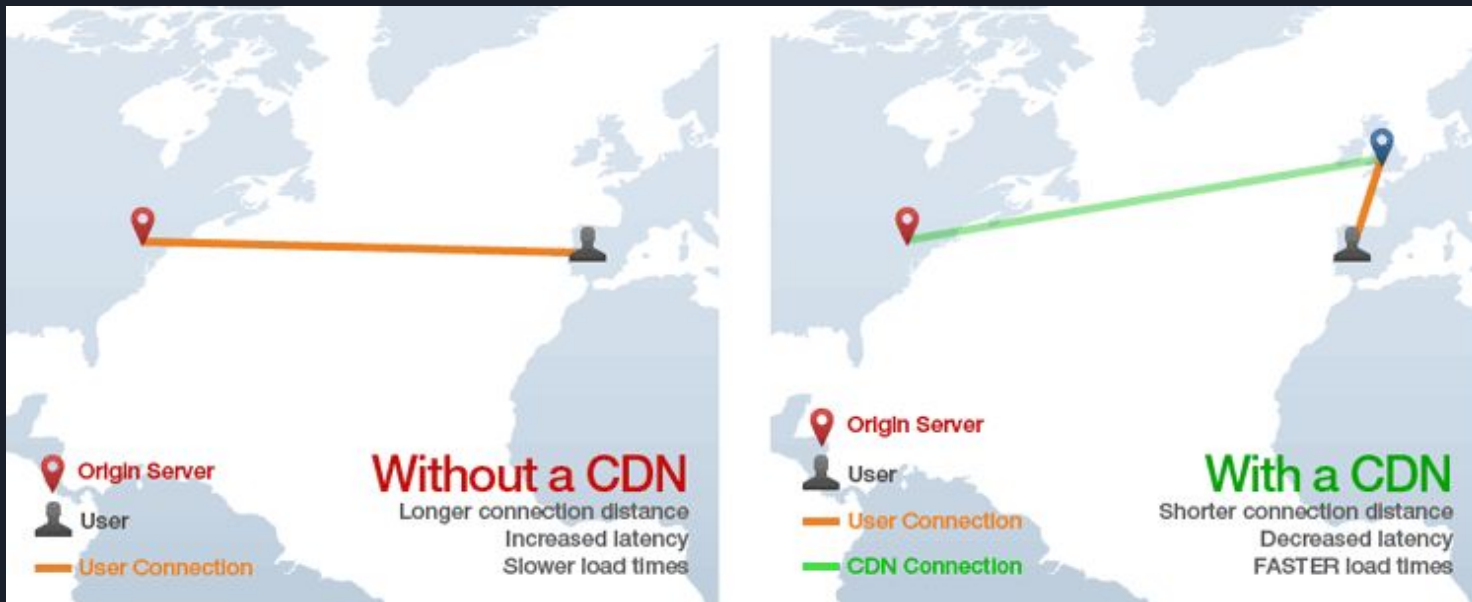 Origin Server
User
User Connection
Without a CDN
Longer connection distance
Increased latency
Slower load times
Origin Server
User
User Connection
CDN Connection
With a CDN
Shorter connection distance
Decreased latency
FASTER load times